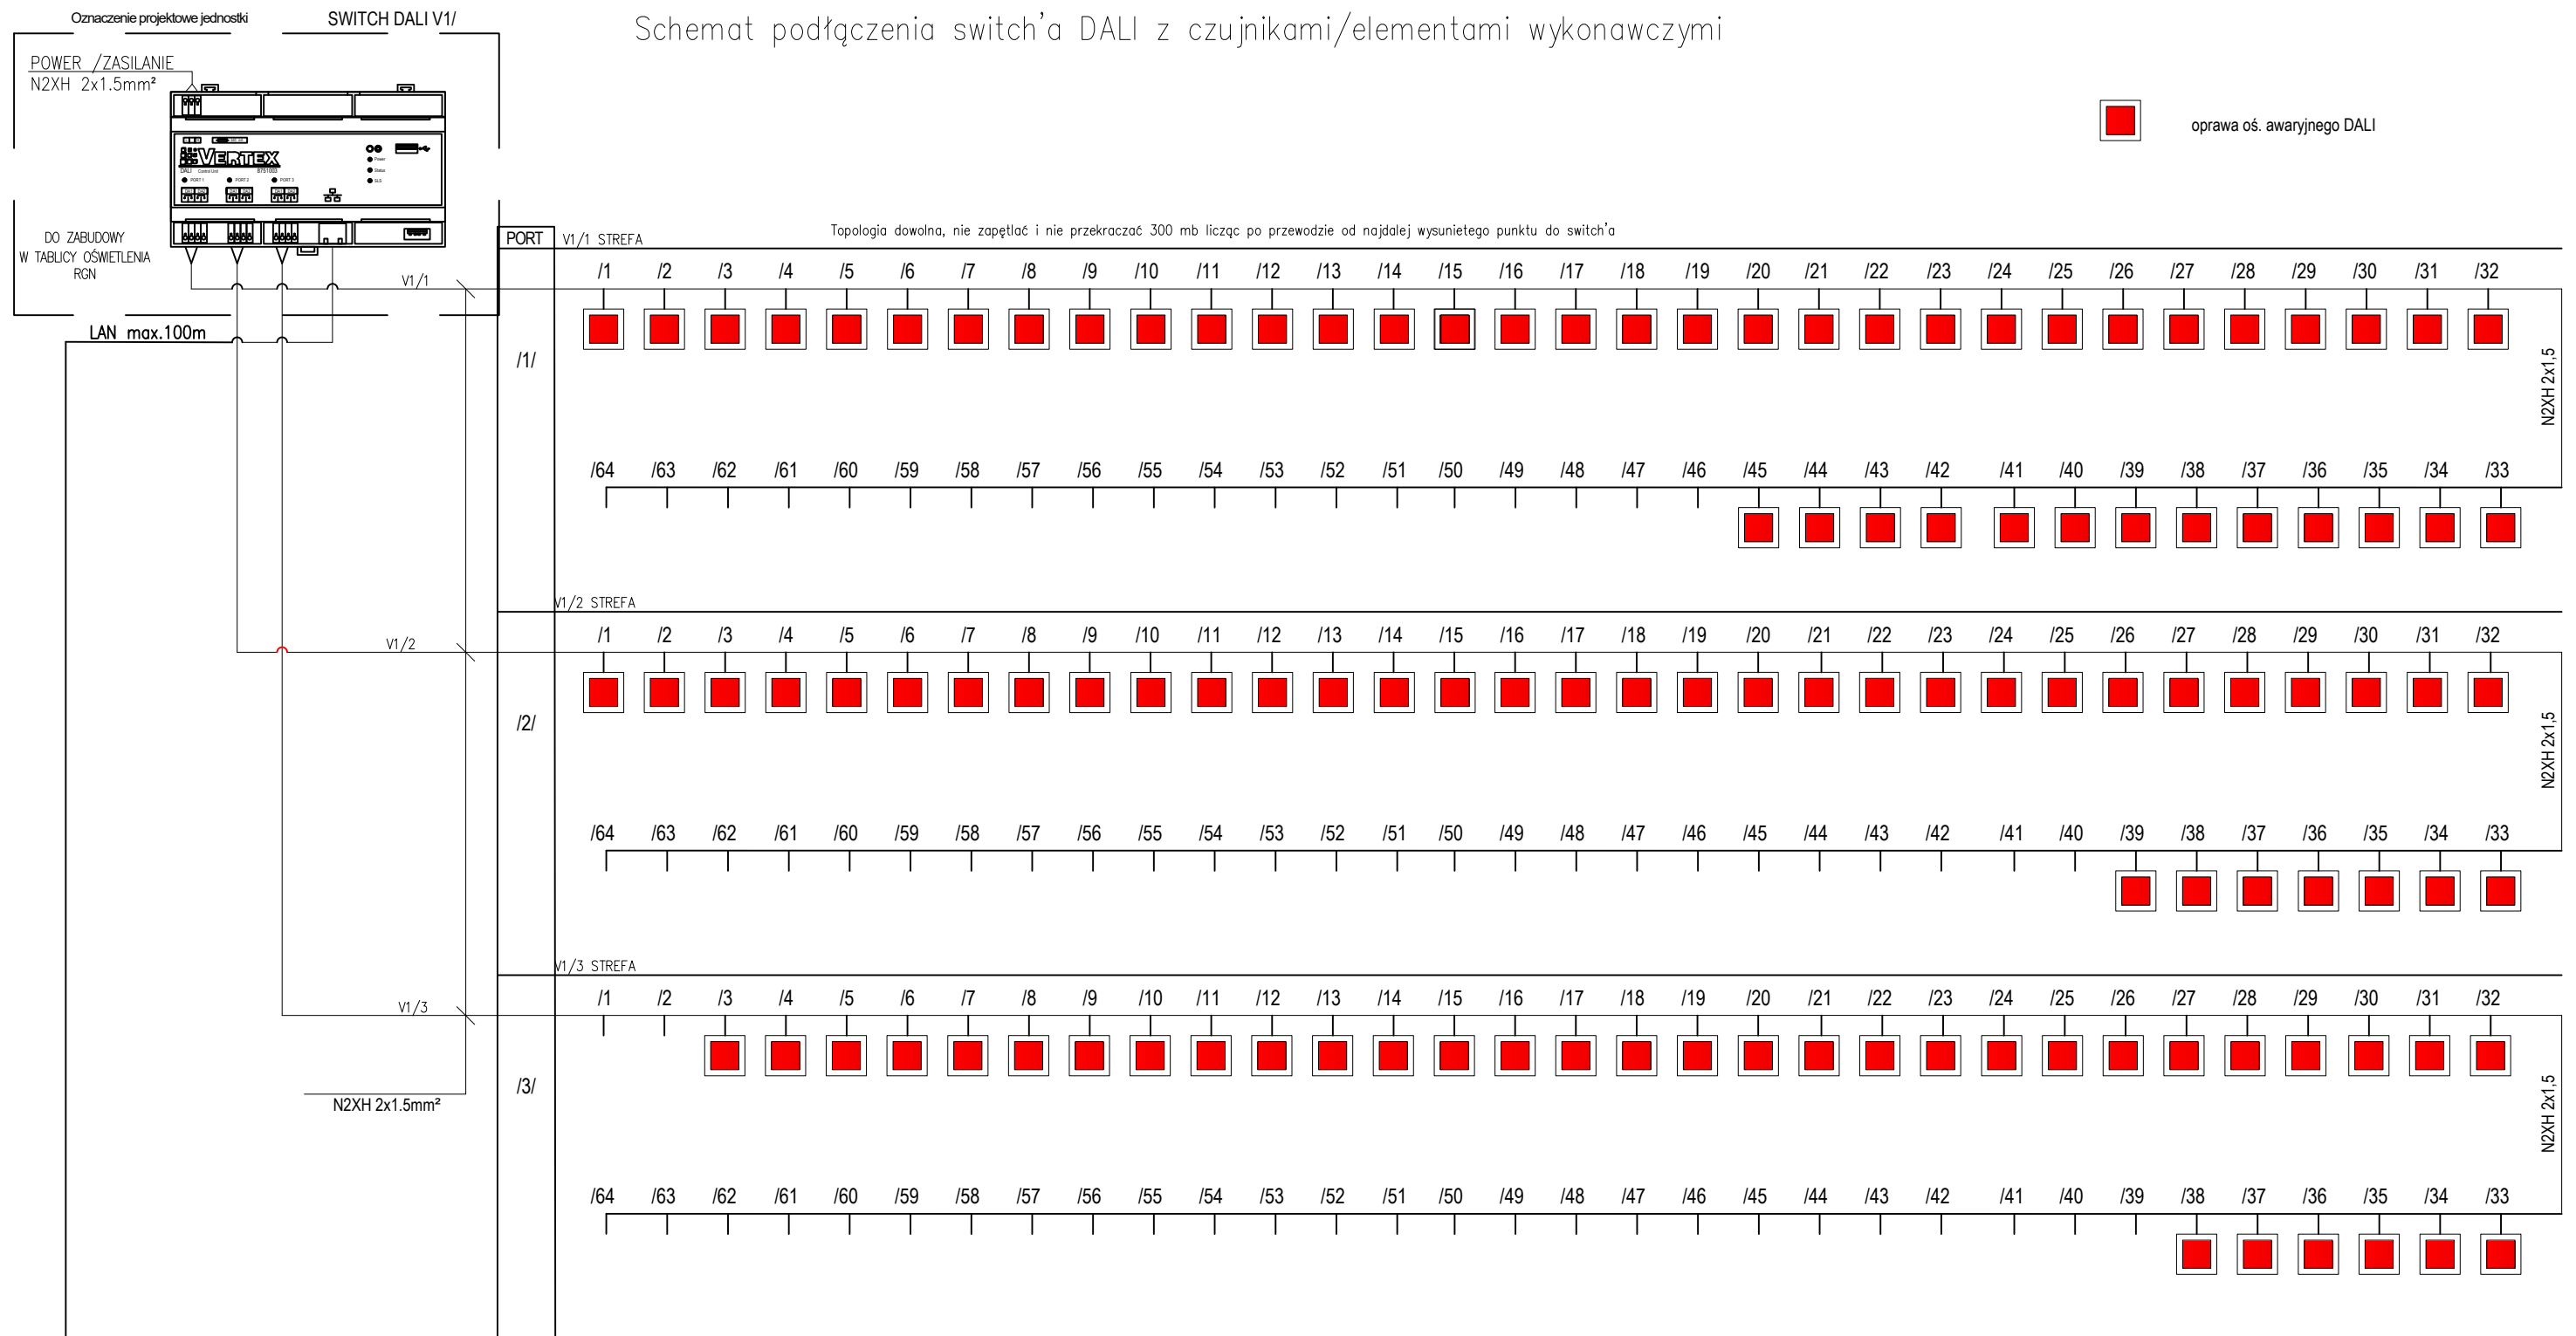 Oznaczenie projektowe jednostki
SWITCH DALI V1/
Schemat podłączenia switch'a DALI z czujnikami/elementami wykonawczymi
POWER /ZASILANIE
N2XH 2x1.5mm²
VERTEX
DALI Control Unit 8751003
Power
Status
PORT 1 PORT 2 PORT 3
oprawa oś. awaryjnego DALI
DO ZABUDOWY
W TABLICY OŚWIETLENIA
RGN
LAN max.100m
PORT
V1/1 STREFA
Topologia dowolna, nie zapętlać i nie przekraczać 300 mb licząc po przewodzie od najdalej wysunietego punktu do switch'a
V1/1
/1 /2 /3 /4 /5 /6 /7 /8 /9 /10 /11 /12 /13 /14 /15 /16 /17 /18 /19 /20 /21 /22 /23 /24 /25 /26 /27 /28 /29 /30 /31 /32
/1/
N2XH 2x1,5
/64 /63 /62 /61 /60 /59 /58 /57 /56 /55 /54 /53 /52 /51 /50 /49 /48 /47 /46 /45 /44 /43 /42 /41 /40 /39 /38 /37 /36 /35 /34 /33
V1/2 STREFA
V1/2
/1 /2 /3 /4 /5 /6 /7 /8 /9 /10 /11 /12 /13 /14 /15 /16 /17 /18 /19 /20 /21 /22 /23 /24 /25 /26 /27 /28 /29 /30 /31 /32
/2/
N2XH 2x1,5
/64 /63 /62 /61 /60 /59 /58 /57 /56 /55 /54 /53 /52 /51 /50 /49 /48 /47 /46 /45 /44 /43 /42 /41 /40 /39 /38 /37 /36 /35 /34 /33
V1/3 STREFA
V1/3
/1 /2 /3 /4 /5 /6 /7 /8 /9 /10 /11 /12 /13 /14 /15 /16 /17 /18 /19 /20 /21 /22 /23 /24 /25 /26 /27 /28 /29 /30 /31 /32
/3/
N2XH 2x1,5
N2XH 2x1.5mm²
/64 /63 /62 /61 /60 /59 /58 /57 /56 /55 /54 /53 /52 /51 /50 /49 /48 /47 /46 /45 /44 /43 /42 /41 /40 /39 /38 /37 /36 /35 /34 /33